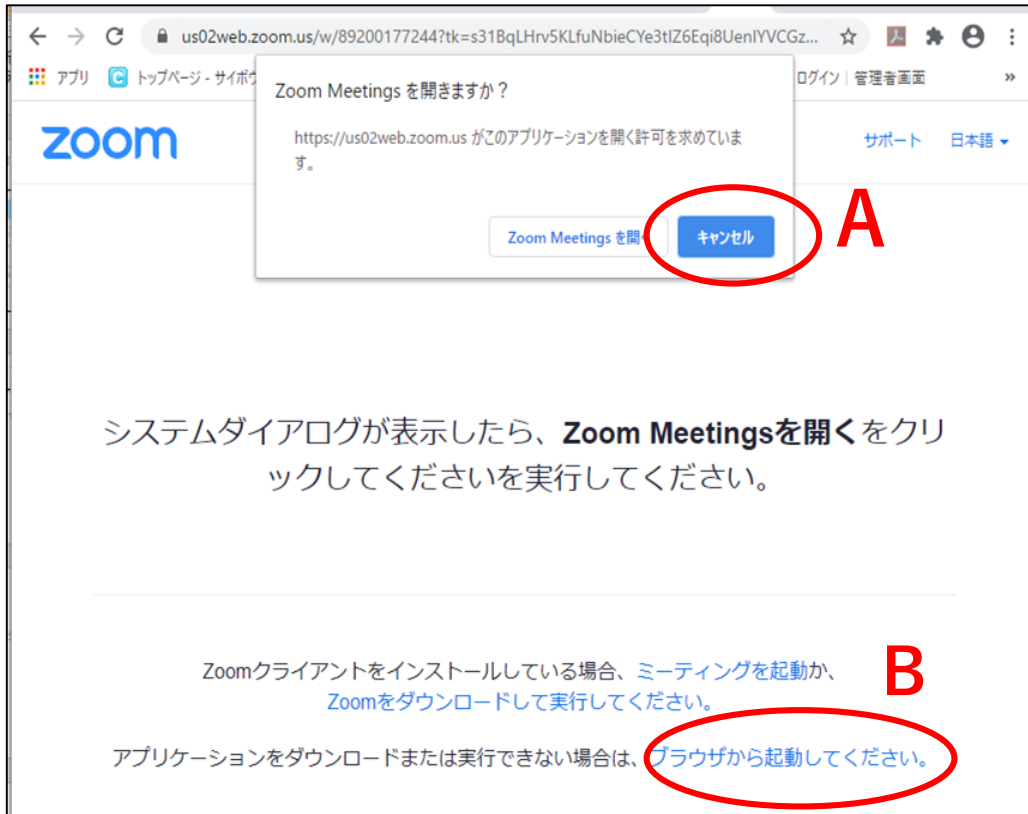 us02web.zoom.us/w/89200177244?tk=s31BqLHrv5KLfuNbieCYe3tIZ6Eqi8UenIYVCGz...
アプリ C トップページ - サイボウ ログイン | 管理者画面 »
Zoom Meetings を開きますか？
https://us02web.zoom.us がこのアプリケーションを開く許可を求めていま
す。
zoom サポート 日本語
Zoom Meetings を開 キャンセル A
システムダイアログが表示したら、Zoom Meetingsを開くをクリ
ックしてくださいを実行してください。
Zoomクライアントをインストールしている場合、ミーティングを起動か、
Zoomをダウンロードして実行してください。
B
アプリケーションをダウンロードまたは実行できない場合は、ブラウザから起動してください。